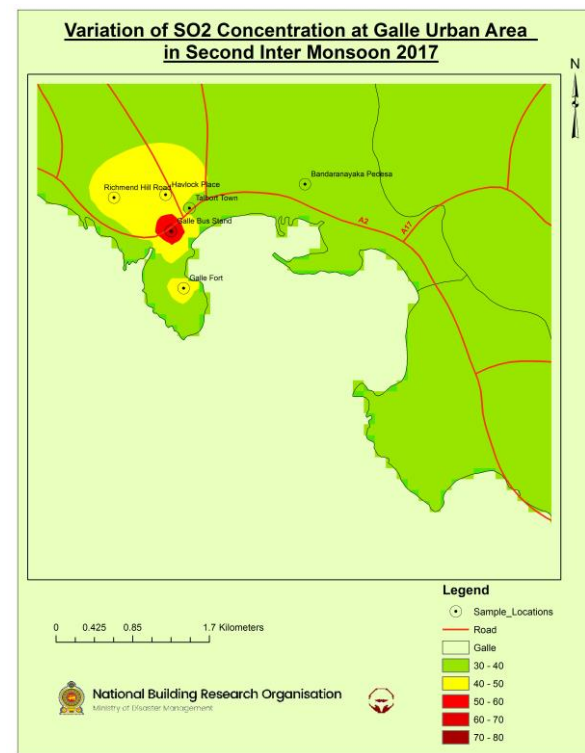 Variation of SO2 Concentration at Galle Urban Area
in Second Inter Monsoon 2017
N
Bandaranayaka Pedesa
Havlock Place
Richmend Hill Road
Talbort Town
A2
A17
Galle Bus Stand
Galle Fort
Legend
Sample_Locations
Road
Galle
30 - 40
40 - 50
50 - 60
60 - 70
70 - 80
0 0.425 0.85 1.7 Kilometers
National Building Research Organisation
Ministry of Disaster Management